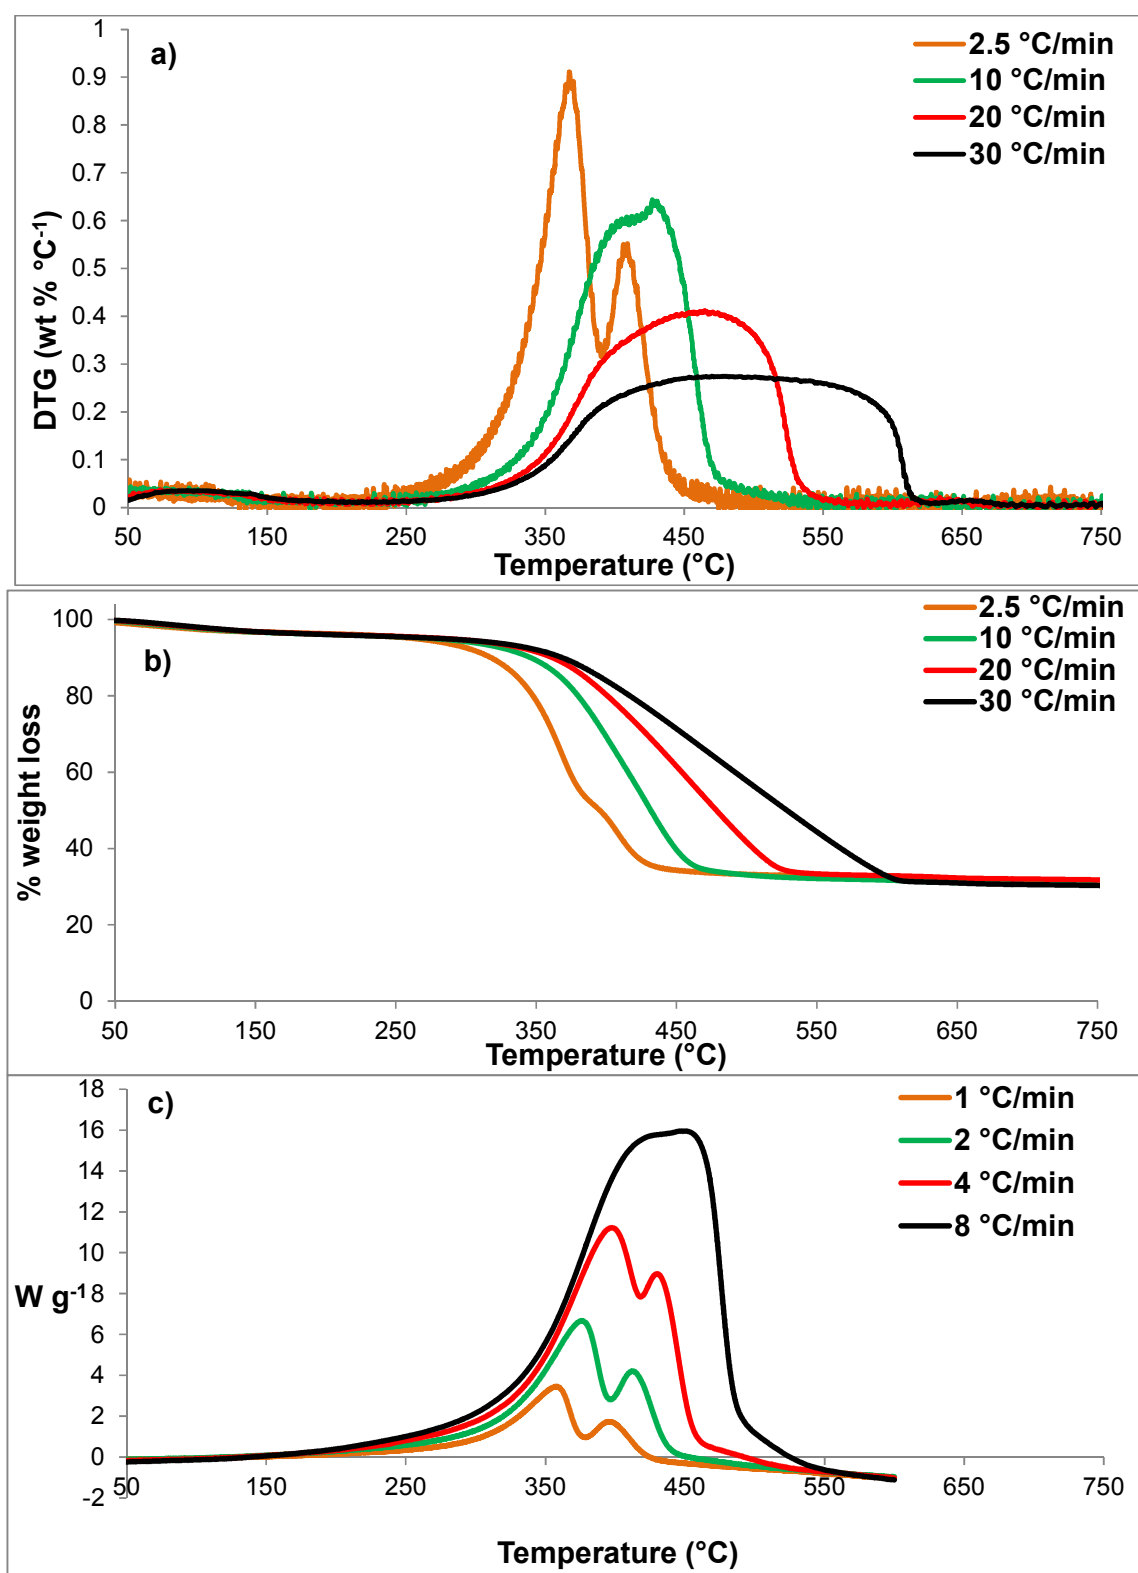 a)
2.5 °C/min
10 °C/min
20 °C/min
30 °C/min
DTG (wt % °C-1)
1
0.9
0.8
0.7
0.6
0.5
0.4
0.3
0.2
0.1
0
50 150 250 350 450 550 650 750
Temperature (°C)
b)
2.5 °C/min
10 °C/min
20 °C/min
30 °C/min
% weight loss
100
80
60
40
20
0
50 150 250 350 450 550 650 750
Temperature (°C)
c)
1 °C/min
2 °C/min
4 °C/min
8 °C/min
W g-1
18
16
14
12
10
8
6
4
2
0
-2
50 150 250 350 450 550 650 750
Temperature (°C)